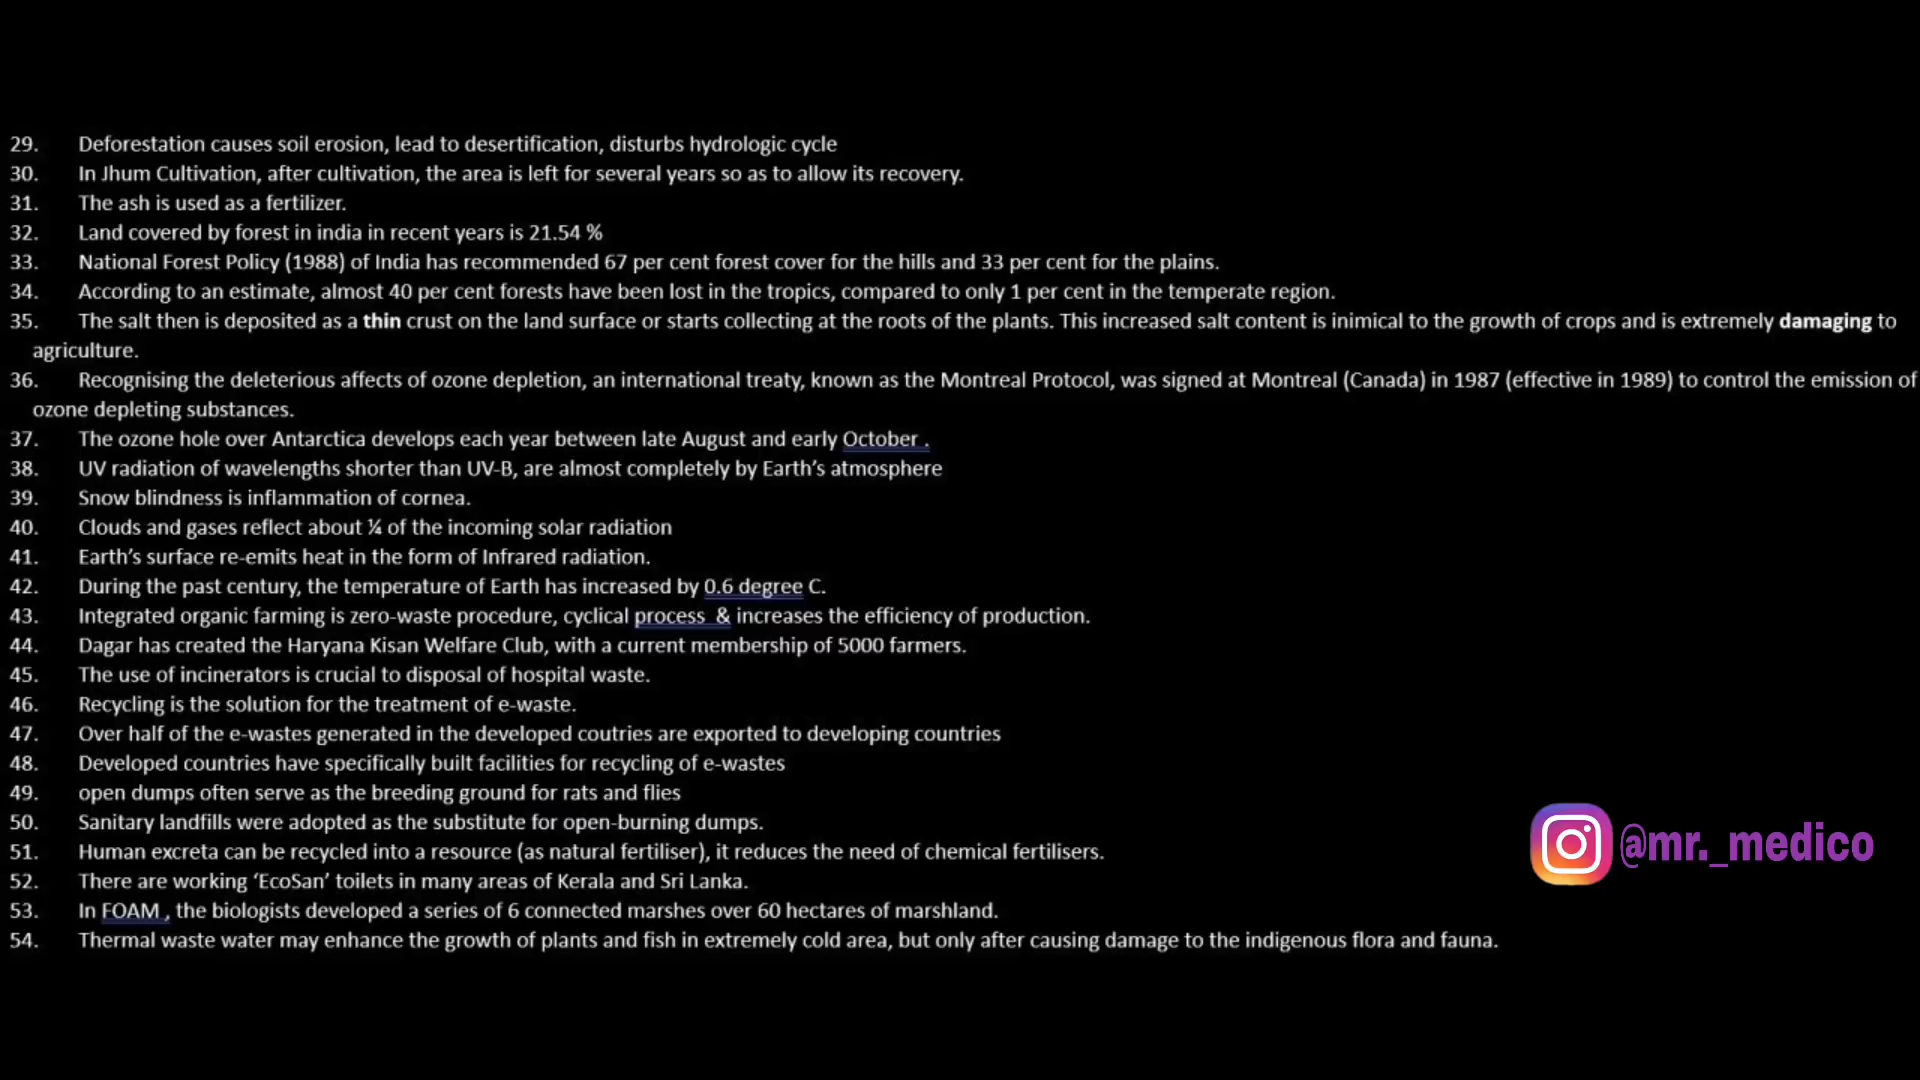 29. Deforestation causes soil erosion, lead to desertification, disturbs hydrologic cycle
30. In Jhum Cultivation, after cultivation, the area is left for several years so as to allow its recovery.
31. The ash is used as a fertilizer.
32. Land covered by forest in india in recent years is 21.54 %
33. National Forest Policy (1988) of India has recommended 67 per cent forest cover for the hills and 33 per cent for the plains.
34. According to an estimate, almost 40 per cent forests have been lost in the tropics, compared to only 1 per cent in the temperate region.
35. The salt then is deposited as a thin crust on the land surface or starts collecting at the roots of the plants. This increased salt content is inimical to the growth of crops and is extremely damaging to
agriculture.
36. Recognising the deleterious affects of ozone depletion, an international treaty, known as the Montreal Protocol, was signed at Montreal (Canada) in 1987 (effective in 1989) to control the emission of
ozone depleting substances.
37. The ozone hole over Antarctica develops each year between late August and early October .
38. UV radiation of wavelengths shorter than UV-B, are almost completely by Earth’s atmosphere
39. Snow blindness is inflammation of cornea.
40. Clouds and gases reflect about ¼ of the incoming solar radiation
41. Earth’s surface re-emits heat in the form of Infrared radiation.
42. During the past century, the temperature of Earth has increased by 0.6 degree C.
43. Integrated organic farming is zero-waste procedure, cyclical process & increases the efficiency of production.
44. Dagar has created the Haryana Kisan Welfare Club, with a current membership of 5000 farmers.
45. The use of incinerators is crucial to disposal of hospital waste.
46. Recycling is the solution for the treatment of e-waste.
47. Over half of the e-wastes generated in the developed coutries are exported to developing countries
48. Developed countries have specifically built facilities for recycling of e-wastes
49. open dumps often serve as the breeding ground for rats and flies
50. Sanitary landfills were adopted as the substitute for open-burning dumps.
51. Human excreta can be recycled into a resource (as natural fertiliser), it reduces the need of chemical fertilisers.
52. There are working ‘EcoSan’ toilets in many areas of Kerala and Sri Lanka.
53. In FOAM , the biologists developed a series of 6 connected marshes over 60 hectares of marshland.
54. Thermal waste water may enhance the growth of plants and fish in extremely cold area, but only after causing damage to the indigenous flora and fauna.
@mr._medico